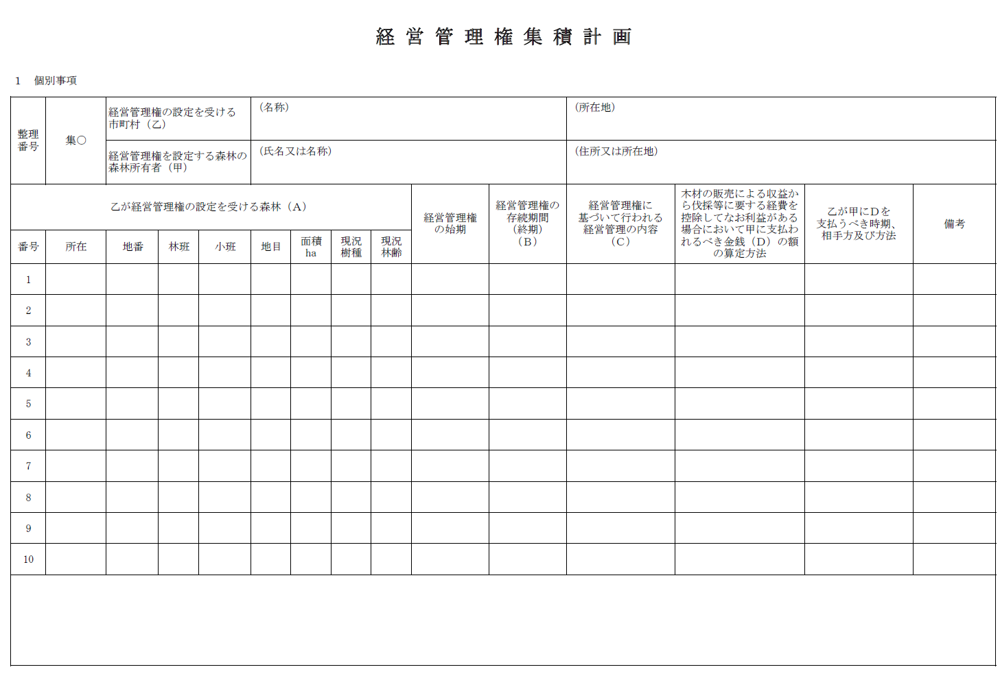 経営管理権集積計画
1 個別事項
整理
番号
集○
経営管理権の設定を受ける
市町村（乙）
（名称）
（所在地）
経営管理権を設定する森林の
森林所有者（甲）
（氏名又は名称）
（住所又は所在地）
乙が経営管理権の設定を受ける森林（A）
番号
所在
地番
林班
小班
地目
面積
ha
現況
樹種
現況
林齢
経営管理権
の始期
経営管理権の
存続期間
（終期）
（B）
経営管理権に
基づいて行われる
経営管理の内容
（C）
木材の販売による収益か
ら伐採等に要する経費を
控除してなお利益がある
場合において甲に支払わ
れるべき金銭（D）の額
の算定方法
乙が甲にDを
支払うべき時期、
相手方及び方法
備考
1
2
3
4
5
6
7
8
9
10